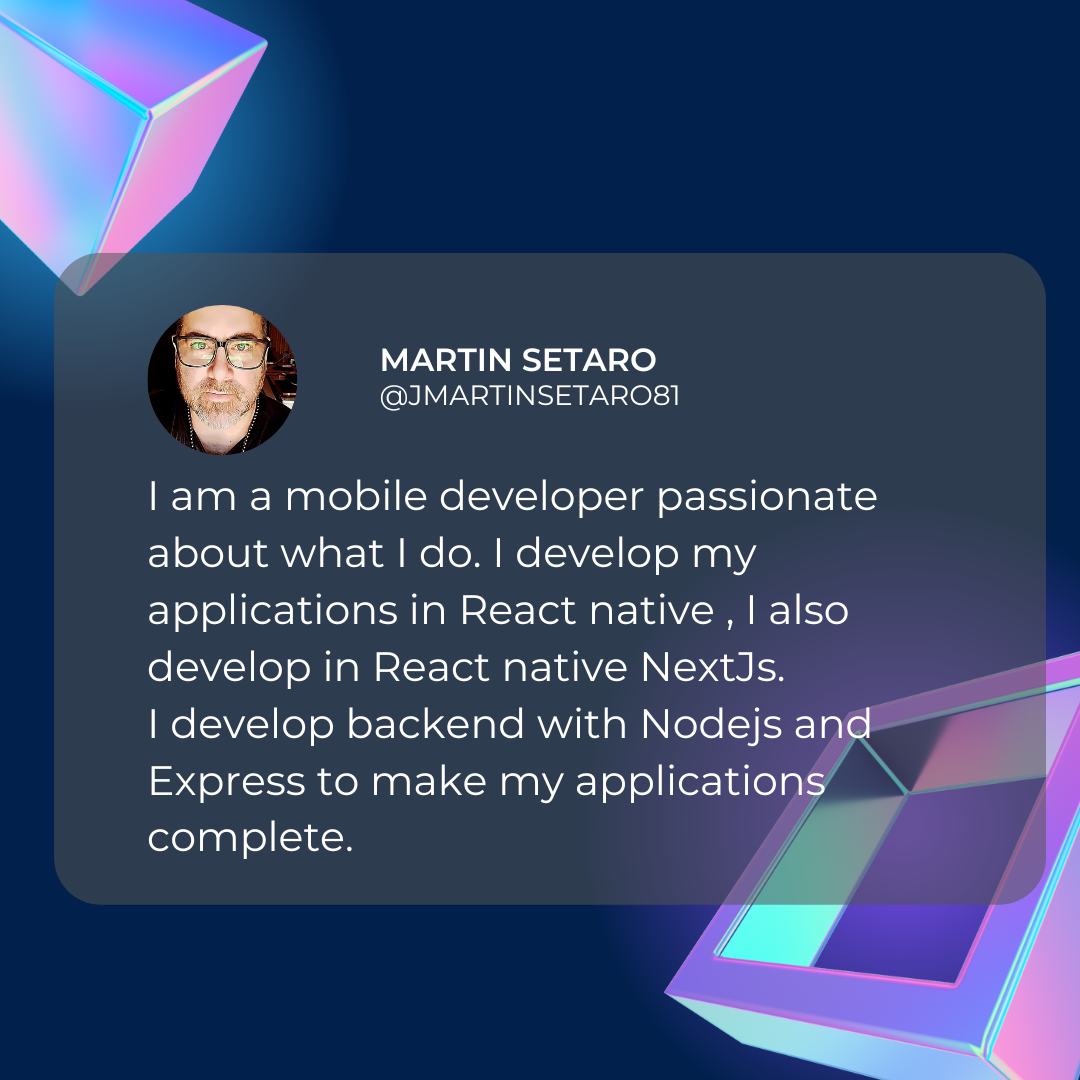 MARTIN SETARO
@JMARTINSETARO81
I am a mobile developer passionate
about what I do. I develop my
applications in React native , I also
develop in React native NextJs.
I develop backend with Nodejs and
Express to make my applications
complete.